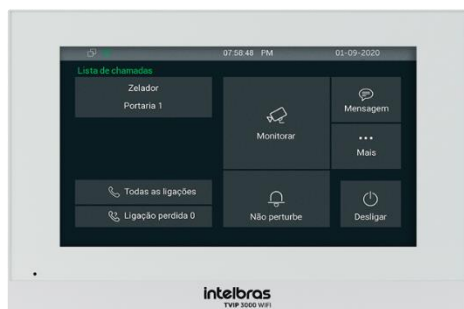 07:58:46 PM
01-09-2020
Lista de chamadas
Zelador
Portaria 1
Monitorar
Mensagem
Mais
Todas as ligações
Ligação perdida 0
Não perturbe
Desligar
intelbras
TVIP 3000 WIFI